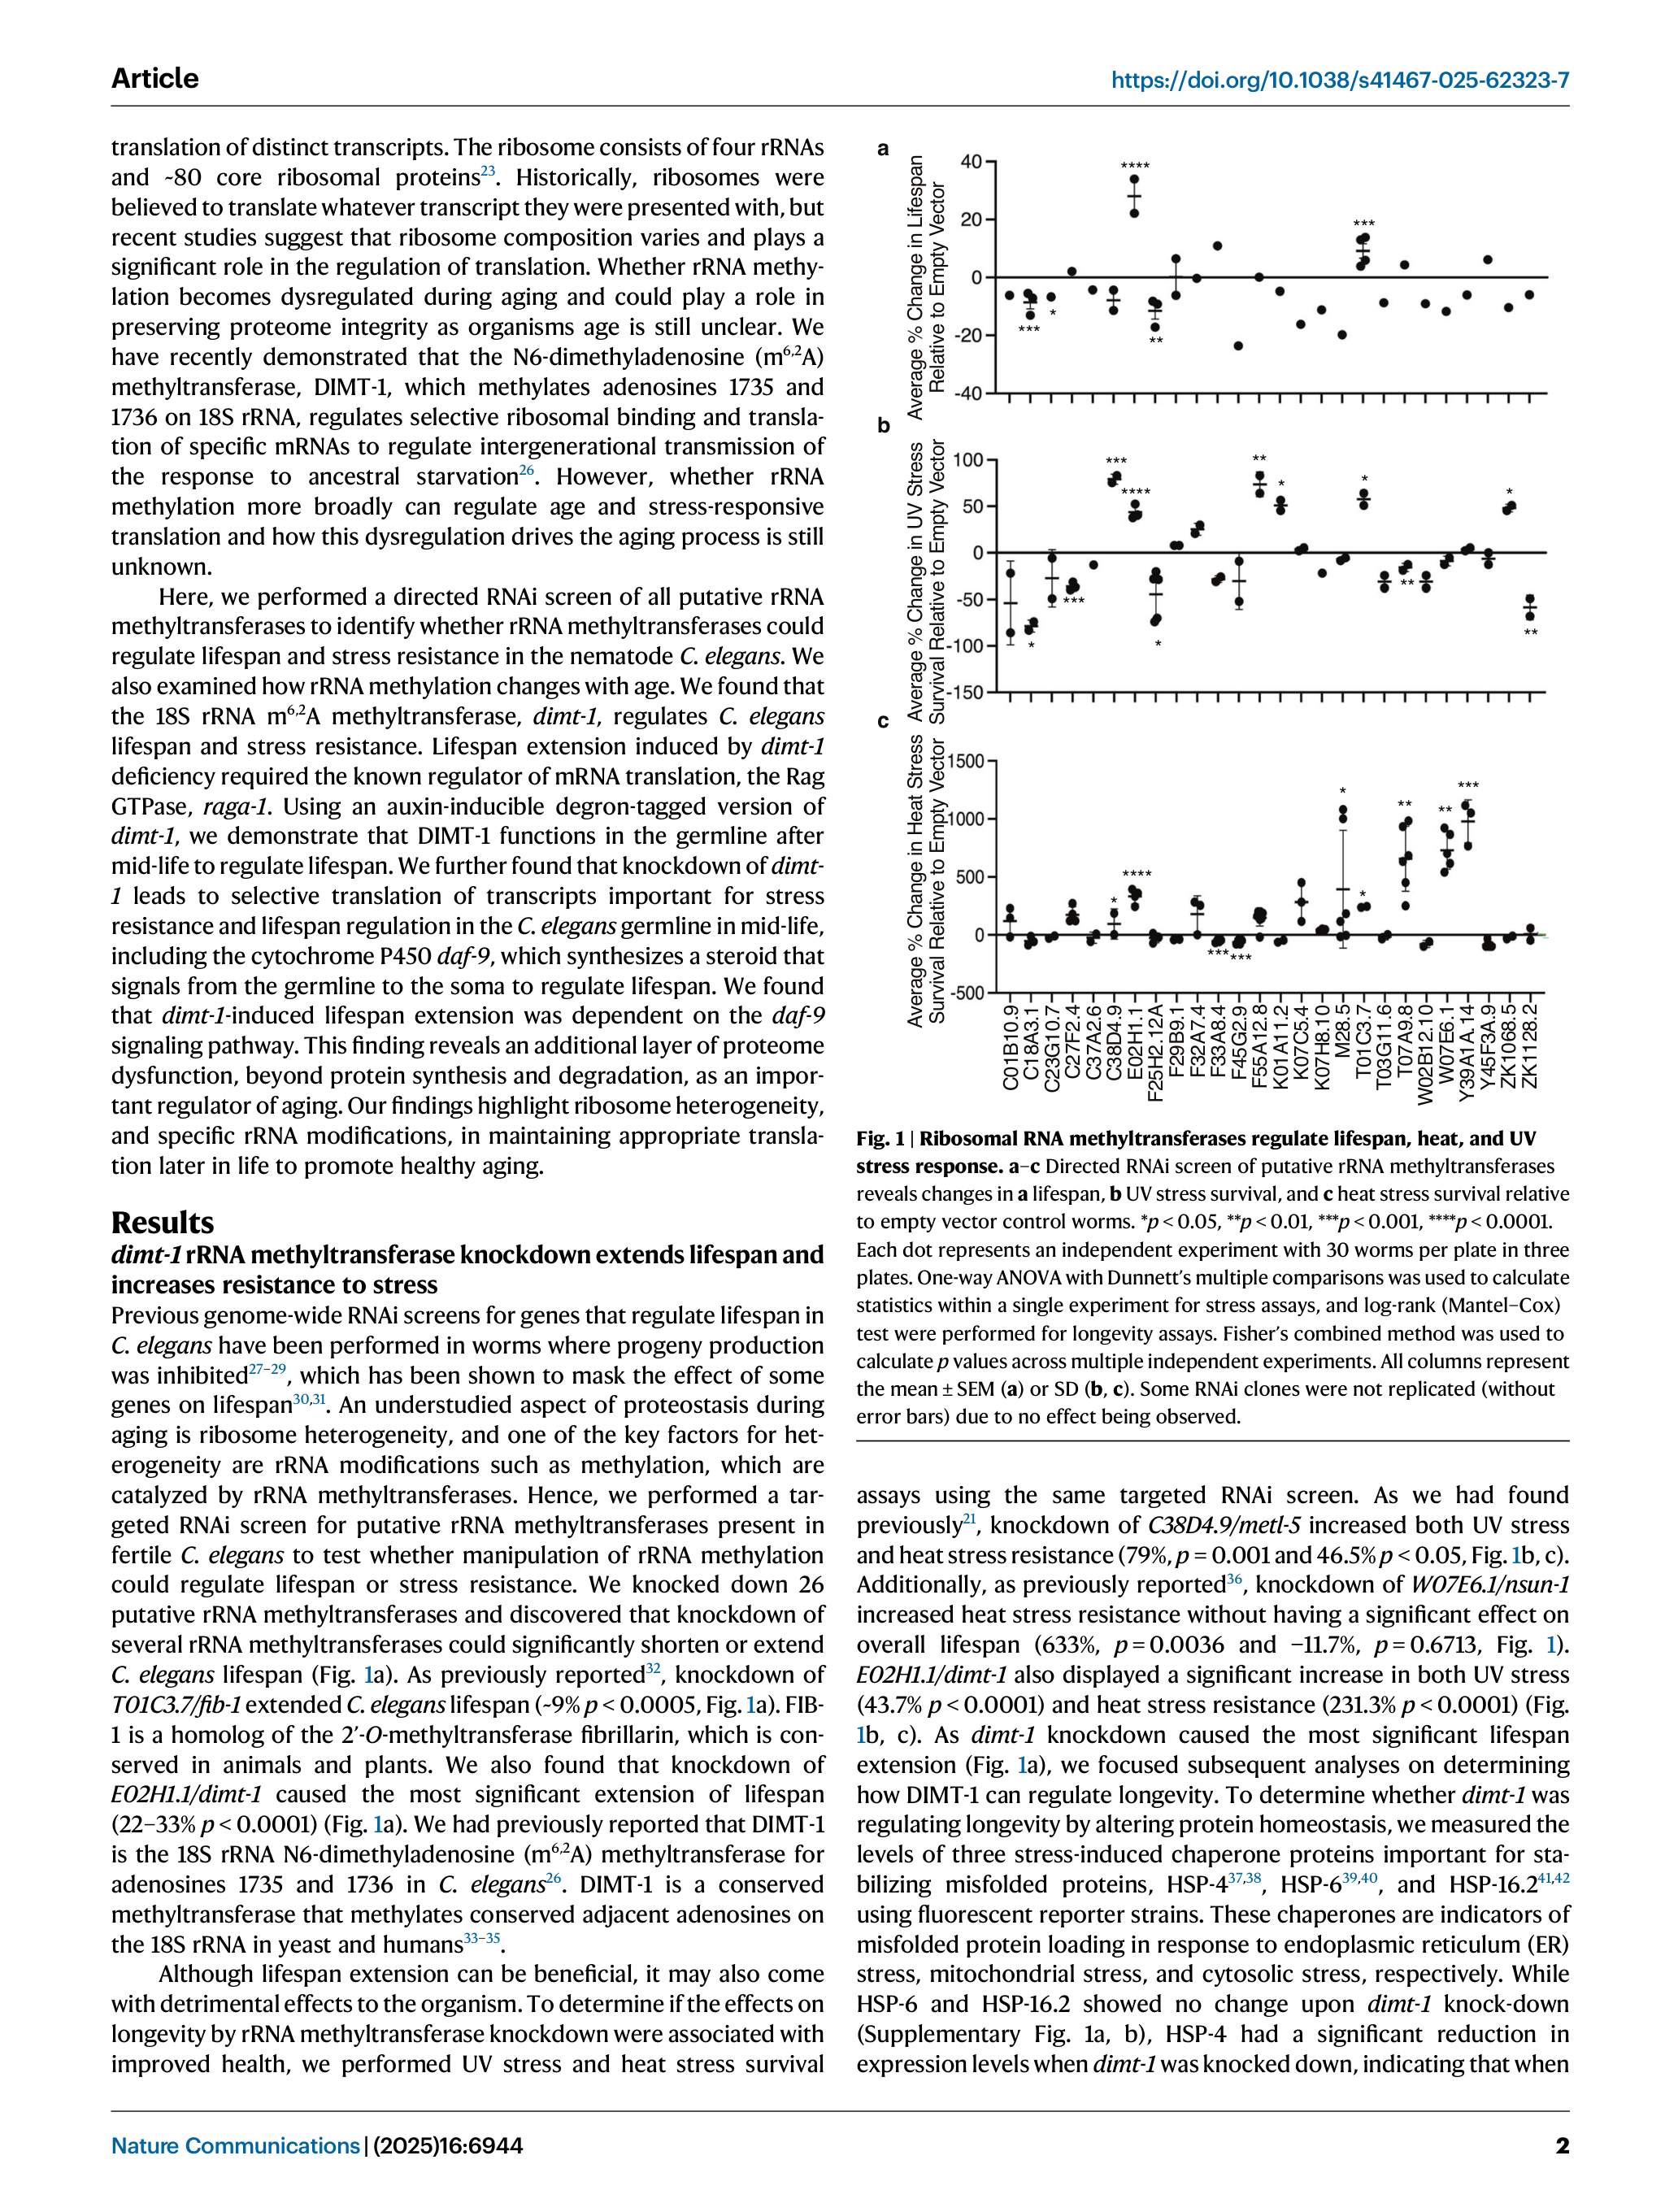 Article
https://doi.org/10.1038/s41467-025-62323-7
translation of distinct transcripts. The ribosome consists of four rRNAs
and ~80 core ribosomal proteins23. Historically, ribosomes were
believed to translate whatever transcript they were presented with, but
recent studies suggest that ribosome composition varies and plays a
significant role in the regulation of translation. Whether rRNA methy-
lation becomes dysregulated during aging and could play a role in
preserving proteome integrity as organisms age is still unclear. We
have recently demonstrated that the N6-dimethyladenosine (m6,2A)
methyltransferase, DIMT-1, which methylates adenosines 1735 and
1736 on 18S rRNA, regulates selective ribosomal binding and transla-
tion of specific mRNAs to regulate intergenerational transmission of
the response to ancestral starvation26. However, whether rRNA
methylation more broadly can regulate age and stress-responsive
translation and how this dysregulation drives the aging process is still
unknown.
Here, we performed a directed RNAi screen of all putative rRNA
methyltransferases to identify whether rRNA methyltransferases could
regulate lifespan and stress resistance in the nematode C. elegans. We
also examined how rRNA methylation changes with age. We found that
the 18S rRNA m6,2A methyltransferase, dimt-1, regulates C. elegans
lifespan and stress resistance. Lifespan extension induced by dimt-1
deficiency required the known regulator of mRNA translation, the Rag
GTPase, raga-1. Using an auxin-inducible degron-tagged version of
dimt-1, we demonstrate that DIMT-1 functions in the germline after
mid-life to regulate lifespan. We further found that knockdown of dimt-
1 leads to selective translation of transcripts important for stress
resistance and lifespan regulation in the C. elegans germline in mid-life,
including the cytochrome P450 daf-9, which synthesizes a steroid that
signals from the germline to the soma to regulate lifespan. We found
that dimt-1-induced lifespan extension was dependent on the daf-9
signaling pathway. This finding reveals an additional layer of proteome
dysfunction, beyond protein synthesis and degradation, as an impor-
tant regulator of aging. Our findings highlight ribosome heterogeneity,
and specific rRNA modifications, in maintaining appropriate transla-
tion later in life to promote healthy aging.
Results
dimt-1 rRNA methyltransferase knockdown extends lifespan and
increases resistance to stress
Previous genome-wide RNAi screens for genes that regulate lifespan in
C. elegans have been performed in worms where progeny production
was inhibited27–29, which has been shown to mask the effect of some
genes on lifespan30,31. An understudied aspect of proteostasis during
aging is ribosome heterogeneity, and one of the key factors for het-
erogeneity are rRNA modifications such as methylation, which are
catalyzed by rRNA methyltransferases. Hence, we performed a tar-
geted RNAi screen for putative rRNA methyltransferases present in
fertile C. elegans to test whether manipulation of rRNA methylation
could regulate lifespan or stress resistance. We knocked down 26
putative rRNA methyltransferases and discovered that knockdown of
several rRNA methyltransferases could significantly shorten or extend
C. elegans lifespan (Fig. 1a). As previously reported32, knockdown of
T01C3.7/fib-1 extended C. elegans lifespan (~9% p < 0.0005, Fig. 1a). FIB-
1 is a homolog of the 2’-O-methyltransferase fibrillarin, which is con-
served in animals and plants. We also found that knockdown of
E02H1.1/dimt-1 caused the most significant extension of lifespan
(22–33% p < 0.0001) (Fig. 1a). We had previously reported that DIMT-1
is the 18S rRNA N6-dimethyladenosine (m6,2A) methyltransferase for
adenosines 1735 and 1736 in C. elegans26. DIMT-1 is a conserved
methyltransferase that methylates conserved adjacent adenosines on
the 18S rRNA in yeast and humans33–35.
Although lifespan extension can be beneficial, it may also come
with detrimental effects to the organism. To determine if the effects on
longevity by rRNA methyltransferase knockdown were associated with
improved health, we performed UV stress and heat stress survival
a
Average % Change in Lifespan
Relative to Empty Vector
40
20
0
-20
-40
***
*
****
**
***
b
Average % Change in UV Stress
Survival Relative to Empty Vector
100
50
0
-50
-100
-150
*
***
***
****
*
**
*
*
**
*
**
c
Average % Change in Heat Stress
Survival Relative to Empty Vector
1500
1000
500
0
-500
*
****
***
***
*
*
**
**
***
C01B10.9
C18A3.1
C23G10.7
C27F2.4
C37A2.6
C38D4.9
E02H1.1
F25H2.12A
F29B9.1
F32A7.4
F33A8.4
F45G2.9
F55A12.8
K01A11.2
K07C5.4
K07H8.10
M28.5
T01C3.7
T03G11.6
T07A9.8
W02B12.10
W07E6.1
Y39A1A.14
Y45F3A.9
ZK1068.5
ZK1128.2
Fig. 1 | Ribosomal RNA methyltransferases regulate lifespan, heat, and UV
stress response. a–c Directed RNAi screen of putative rRNA methyltransferases
reveals changes in a lifespan, b UV stress survival, and c heat stress survival relative
to empty vector control worms. *p < 0.05, **p < 0.01, ***p < 0.001, ****p < 0.0001.
Each dot represents an independent experiment with 30 worms per plate in three
plates. One-way ANOVA with Dunnett’s multiple comparisons was used to calculate
statistics within a single experiment for stress assays, and log-rank (Mantel–Cox)
test were performed for longevity assays. Fisher’s combined method was used to
calculate p values across multiple independent experiments. All columns represent
the mean ± SEM (a) or SD (b, c). Some RNAi clones were not replicated (without
error bars) due to no effect being observed.
assays using the same targeted RNAi screen. As we had found
previously21, knockdown of C38D4.9/metl-5 increased both UV stress
and heat stress resistance (79%, p = 0.001 and 46.5% p < 0.05, Fig. 1b, c).
Additionally, as previously reported36, knockdown of W07E6.1/nsun-1
increased heat stress resistance without having a significant effect on
overall lifespan (633%, p = 0.0036 and −11.7%, p = 0.6713, Fig. 1).
E02H1.1/dimt-1 also displayed a significant increase in both UV stress
(43.7% p < 0.0001) and heat stress resistance (231.3% p < 0.0001) (Fig.
1b, c). As dimt-1 knockdown caused the most significant lifespan
extension (Fig. 1a), we focused subsequent analyses on determining
how DIMT-1 can regulate longevity. To determine whether dimt-1 was
regulating longevity by altering protein homeostasis, we measured the
levels of three stress-induced chaperone proteins important for sta-
bilizing misfolded proteins, HSP-437,38, HSP-639,40, and HSP-16.241,42
using fluorescent reporter strains. These chaperones are indicators of
misfolded protein loading in response to endoplasmic reticulum (ER)
stress, mitochondrial stress, and cytosolic stress, respectively. While
HSP-6 and HSP-16.2 showed no change upon dimt-1 knock-down
(Supplementary Fig. 1a, b), HSP-4 had a significant reduction in
expression levels when dimt-1 was knocked down, indicating that when
Nature Communications | (2025)16:6944
2